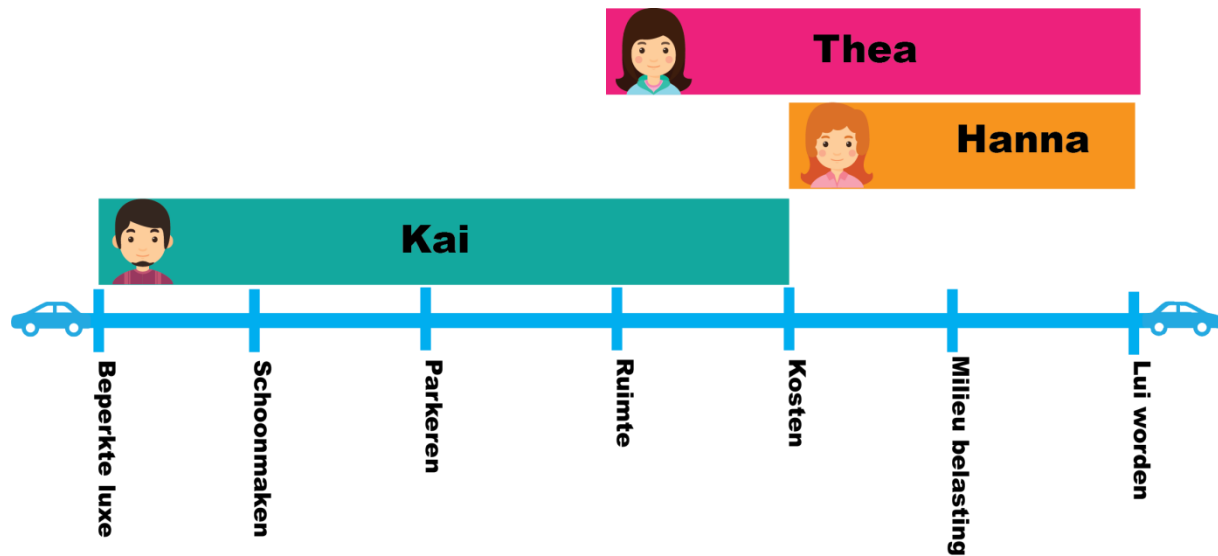 Thea
Hanna
Kai
Beperkte luxe
Schoonmaken
Parkeren
Ruimte
Kosten
Milieu belasting
Lui worden